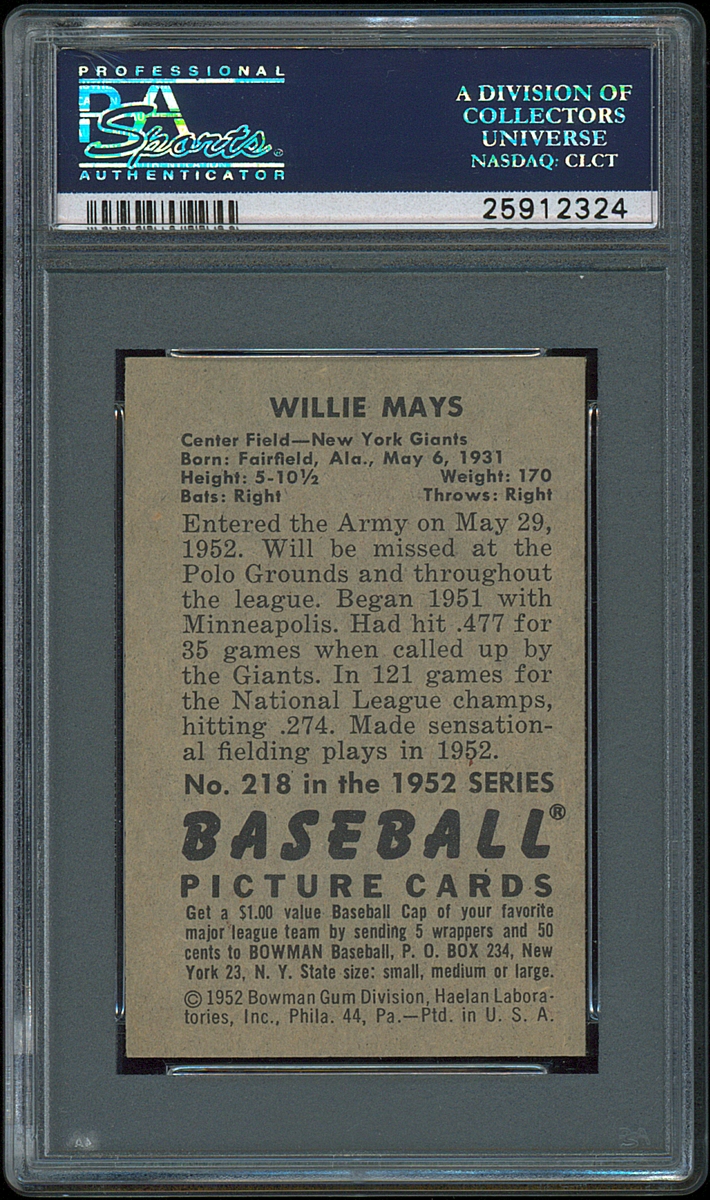 PROFESSIONAL
PSA
Sports
AUTHENTICATOR
A DIVISION OF
COLLECTORS
UNIVERSE
NASDAQ: CLCT
25912324
WILLIE MAYS
Center Field—New York Giants
Born: Fairfield, Ala., May 6, 1931
Height: 5-10½ Weight: 170
Bats: Right Throws: Right
Entered the Army on May 29,
1952. Will be missed at the
Polo Grounds and throughout
the league. Began 1951 with
Minneapolis. Had hit .477 for
35 games when called up by
the Giants. In 121 games for
the National League champs,
hitting .274. Made sensation-
al fielding plays in 1952.
No. 218 in the 1952 SERIES
BASEBALL®
PICTURE CARDS
Get a $1.00 value Baseball Cap of your favorite
major league team by sending 5 wrappers and 50
cents to BOWMAN Baseball, P. O. BOX 234, New
York 23, N. Y. State size: small, medium or large.
© 1952 Bowman Gum Division, Haelan Labora-
tories, Inc., Phila. 44, Pa.—Ptd. in U. S. A.